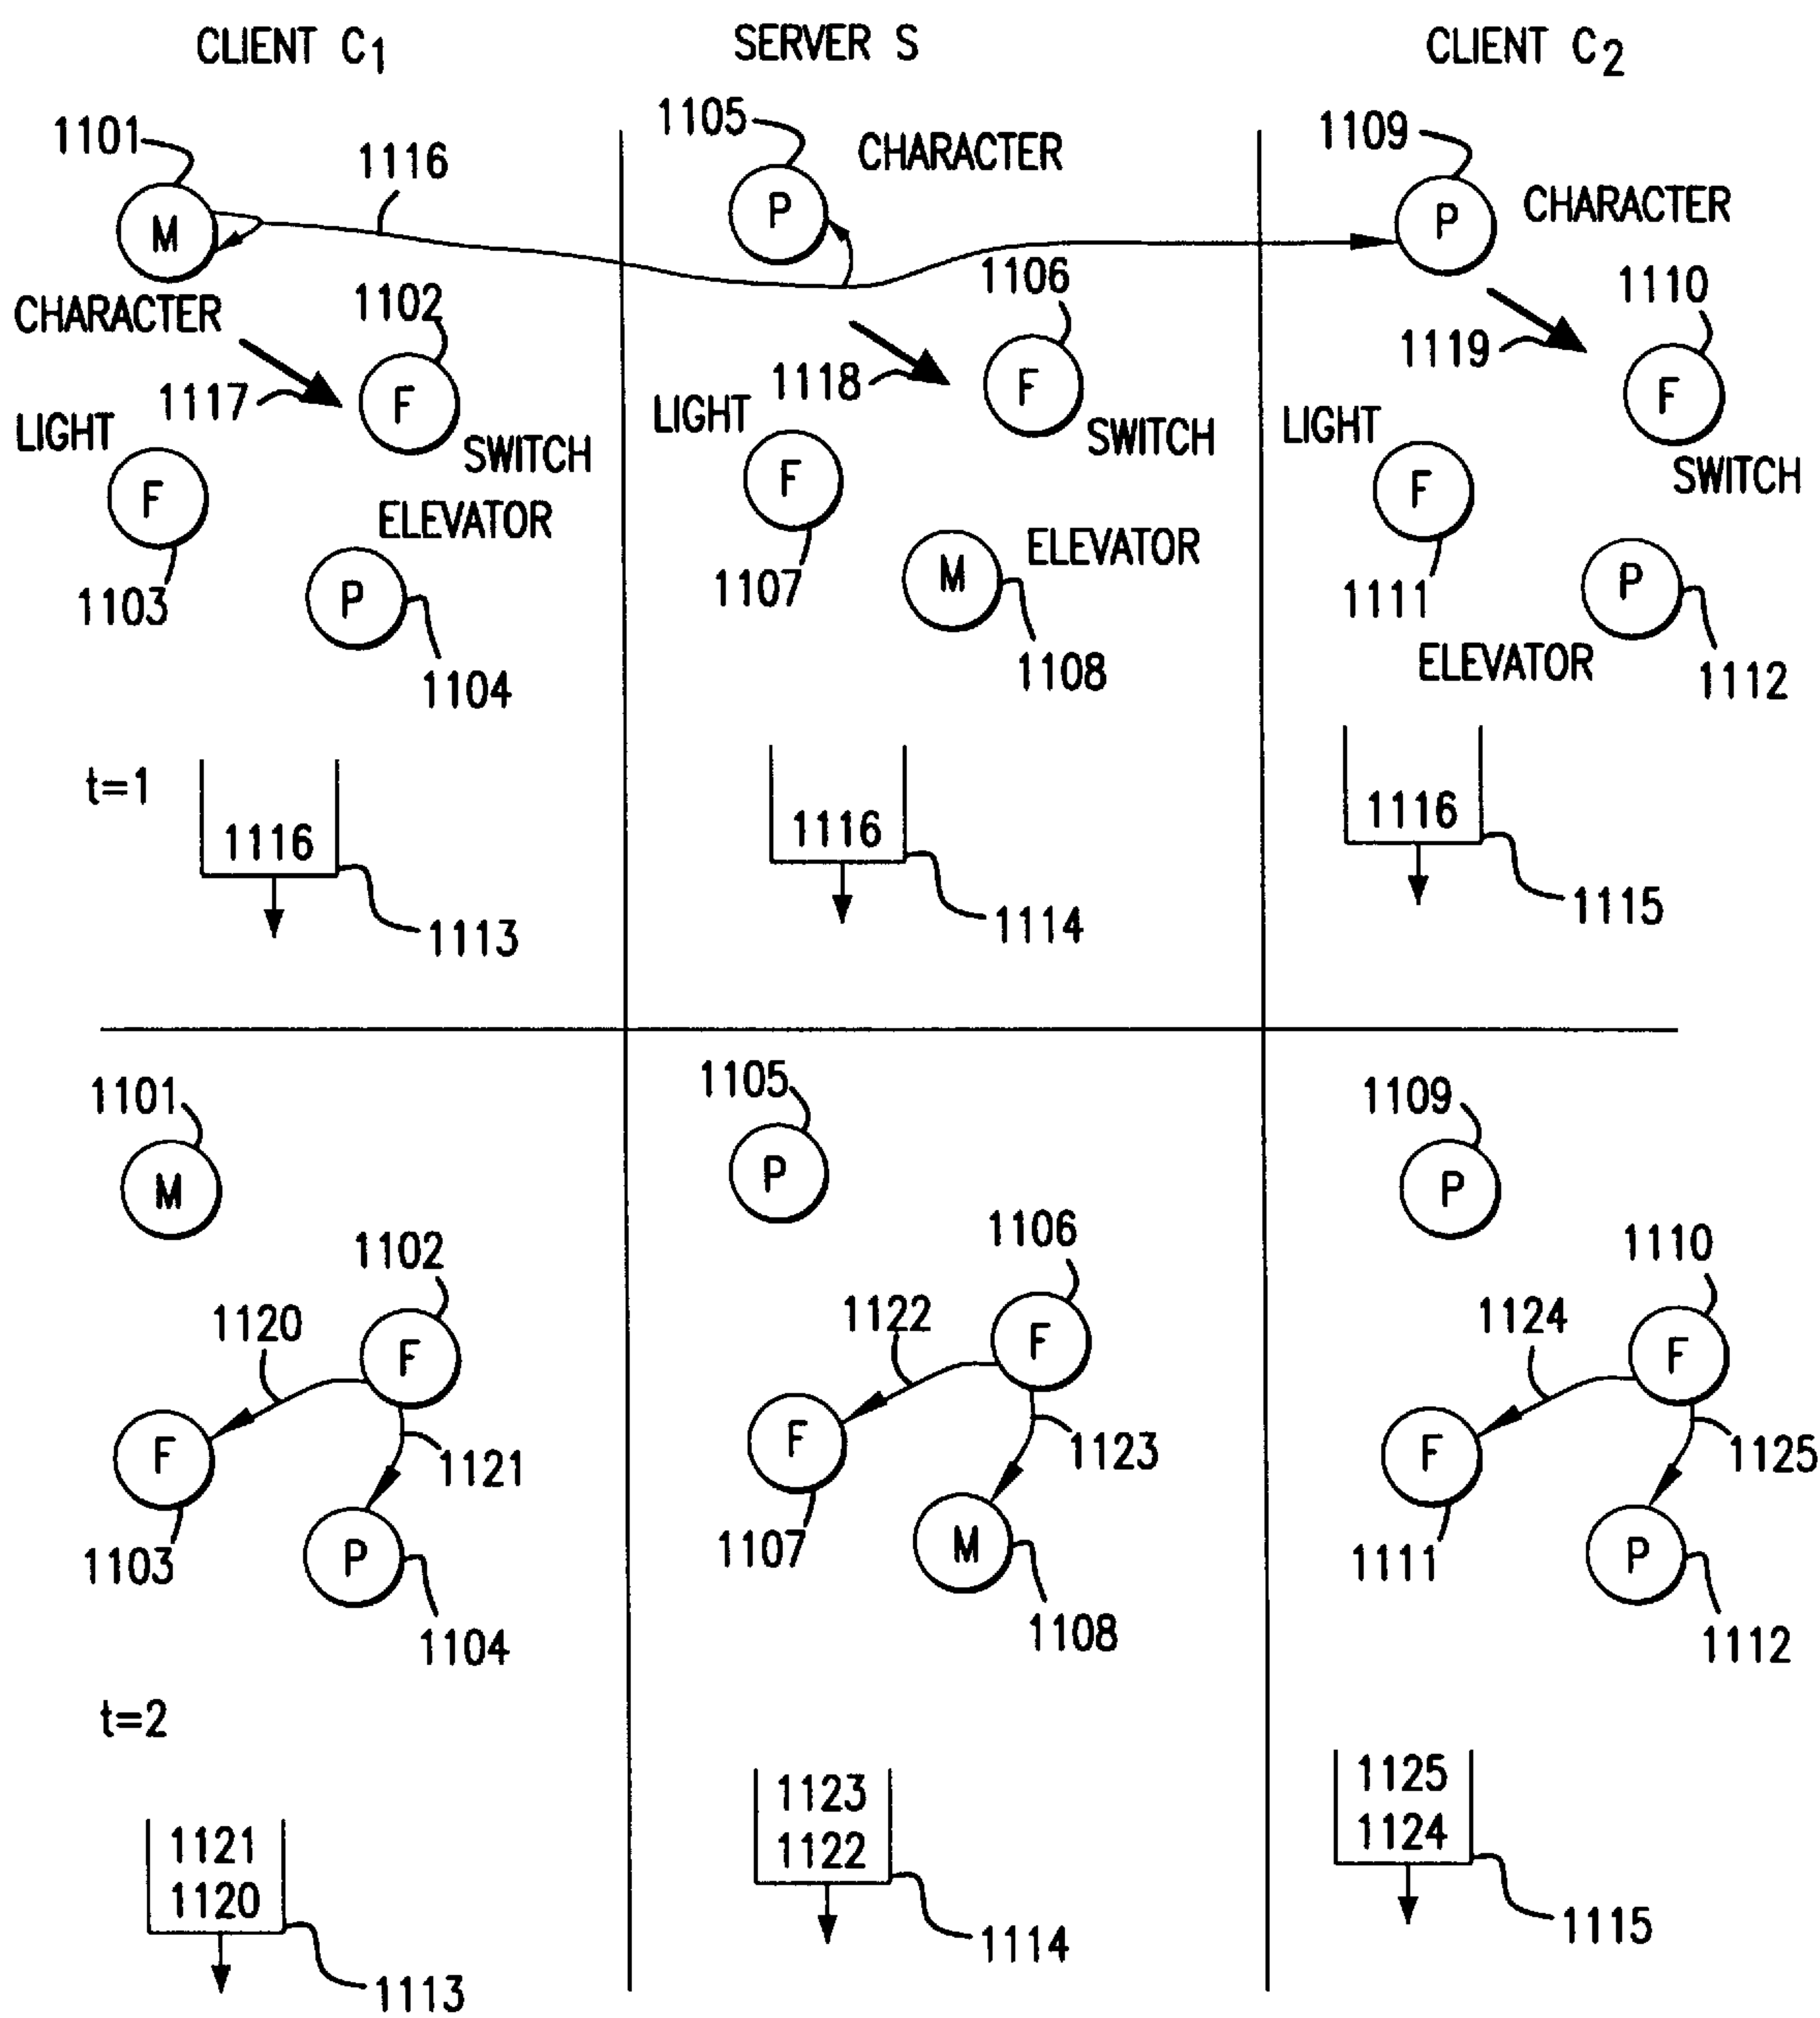 CLIENT C1
SERVER S
CLIENT C2
1101
1116
1105
CHARACTER
1109
CHARACTER
M
P
P
CHARACTER
1102
1106
1110
1117
F
1118
F
1119
F
LIGHT
SWITCH
LIGHT
SWITCH
LIGHT
SWITCH
F
ELEVATOR
F
ELEVATOR
F
1103
P
1107
M
1111
P
1104
1108
ELEVATOR
1112
t=1
1116
1116
1116
1113
1114
1115
1101
1105
1109
M
P
P
1102
1106
1110
1120
F
1122
F
1124
F
F
1121
F
1123
F
1125
1103
P
1107
M
1111
P
1104
1108
1112
t=2
1121
1120
1123
1122
1125
1124
1113
1114
1115